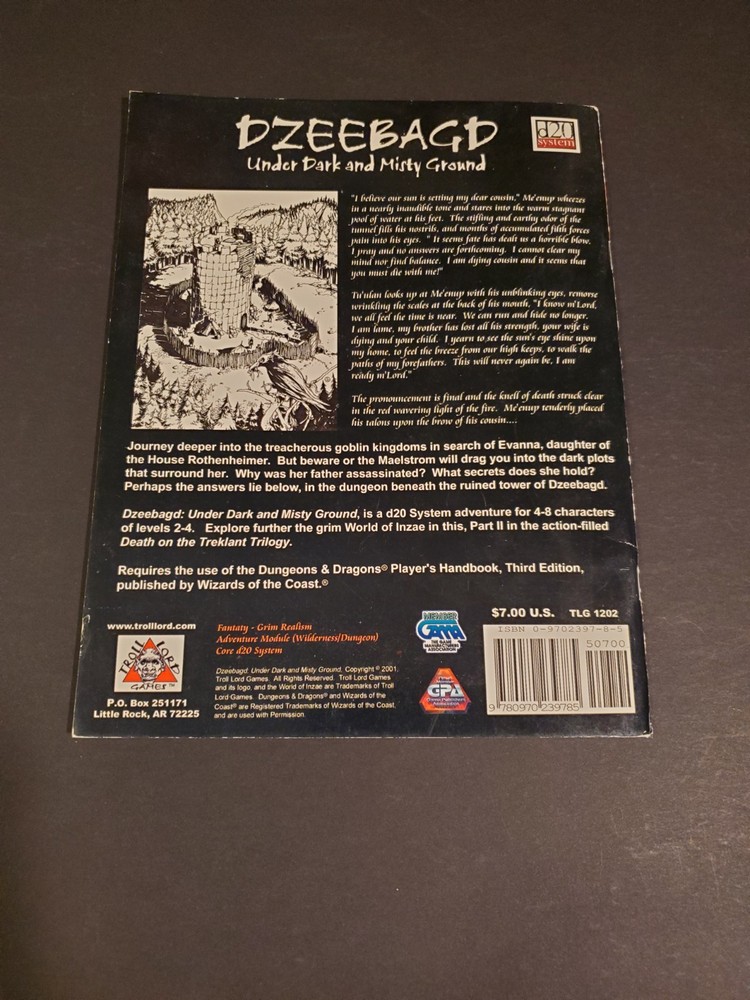 DZEEBAGD
Under Dark and Misty Ground
d20
system
"I believe our sun is setting my dear cousin," Me'enup wheezes
in a nearly inaudible tone and stares into the warm stagnant
pool of water at his feet. The stifling and earthy odor of the
tunnel fills his nostrils, and months of accumulated filth forces
pain into his eyes. " It seems fate has dealt us a horrible blow.
I pray and no answers are forthcoming. I cannot clear my
mind nor find balance. I am dying cousin and it seems that
you must die with me!"
Tu'ulan looks up at Me'enup with his unblinking eyes, remorse
wrinkling the scales at the back of his mouth, "I know m'Lord,
we all feel the time is near. We can run and hide no longer.
I am lame, my brother has lost all his strength, your wife is
dying and your child. I yearn to see the sun's eye shine upon
my home, to feel the breeze from our high keeps, to walk the
paths of my forefathers. This will never again be, I am
ready m'Lord."
The pronouncement is final and the knell of death struck clear
in the red wavering light of the fire. Me'enup tenderly placed
his talons upon the brow of his cousin....
Journey deeper into the treacherous goblin kingdoms in search of Evanna, daughter of
the House Rothenheimer. But beware or the Maelstrom will drag you into the dark plots
that surround her. Why was her father assassinated? What secrets does she hold?
Perhaps the answers lie below, in the dungeon beneath the ruined tower of Dzeebagd.
Dzeebagd: Under Dark and Misty Ground, is a d20 System adventure for 4-8 characters
of levels 2-4. Explore further the grim World of Inzae in this, Part II in the action-filled
Death on the Treklant Trilogy.
Requires the use of the Dungeons & Dragons® Player's Handbook, Third Edition,
published by Wizards of the Coast.®
www.trolllord.com
TROLL LORD
GAMES™
P.O. Box 251171
Little Rock, AR 72225
Fantaty - Grim Realism
Adventure Module (Wilderness/Dungeon)
Core d20 System
Dzeebagd: Under Dark and Misty Ground, Copyright © 2001,
Troll Lord Games. All Rights Reserved. Troll Lord Games
and its logo, and the World of Inzae are Trademarks of Troll
Lord Games. Dungeons & Dragons® and Wizards of the
Coast® are Registered Trademarks of Wizards of the Coast,
and are used with Permission.
MEMBER
GAMA
THE GAME
MANUFACTURERS
ASSOCIATION
GPA
$7.00 U.S. TLG 1202
ISBN 0-9702397-8-5
50700
9 780970 239785